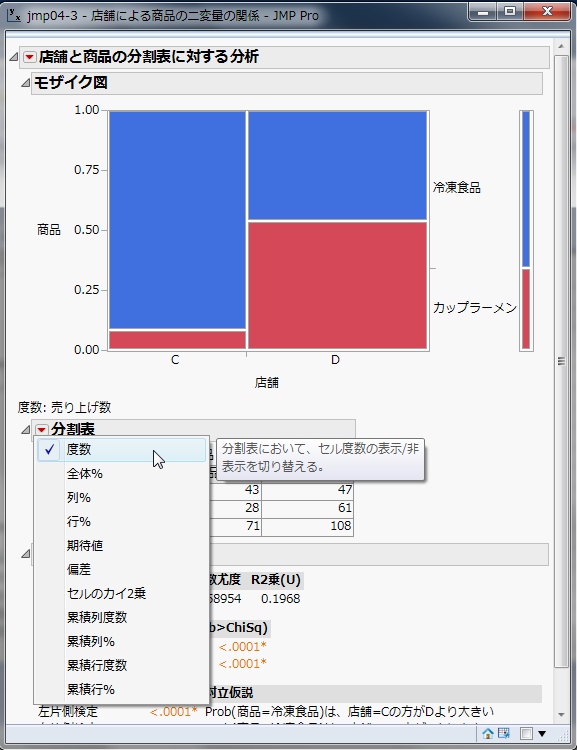 jmp04-3 - 店舗による商品の二変量の関係 - JMP Pro
店舗と商品の分割表に対する分析
モザイク図
1.00
0.75
商品
0.50
0.25
0.00
冷凍食品
カップラーメン
C
D
店舗
度数: 売り上げ数
分割表
度数
全体%
列%
行%
期待値
偏差
セルのカイ2乗
累積列度数
累積列%
累積行度数
累積行%
分割表において、セル度数の表示/非
表示を切り替える。
43 47
28 61
71 108
数尤度 R2乗(U)
58954 0.1968
b>ChiSq)
<.0001*
<.0001*
対立仮説
左片側検定 <.0001* Prob(商品=冷凍食品)は、店舗=Cの方がDより大きい